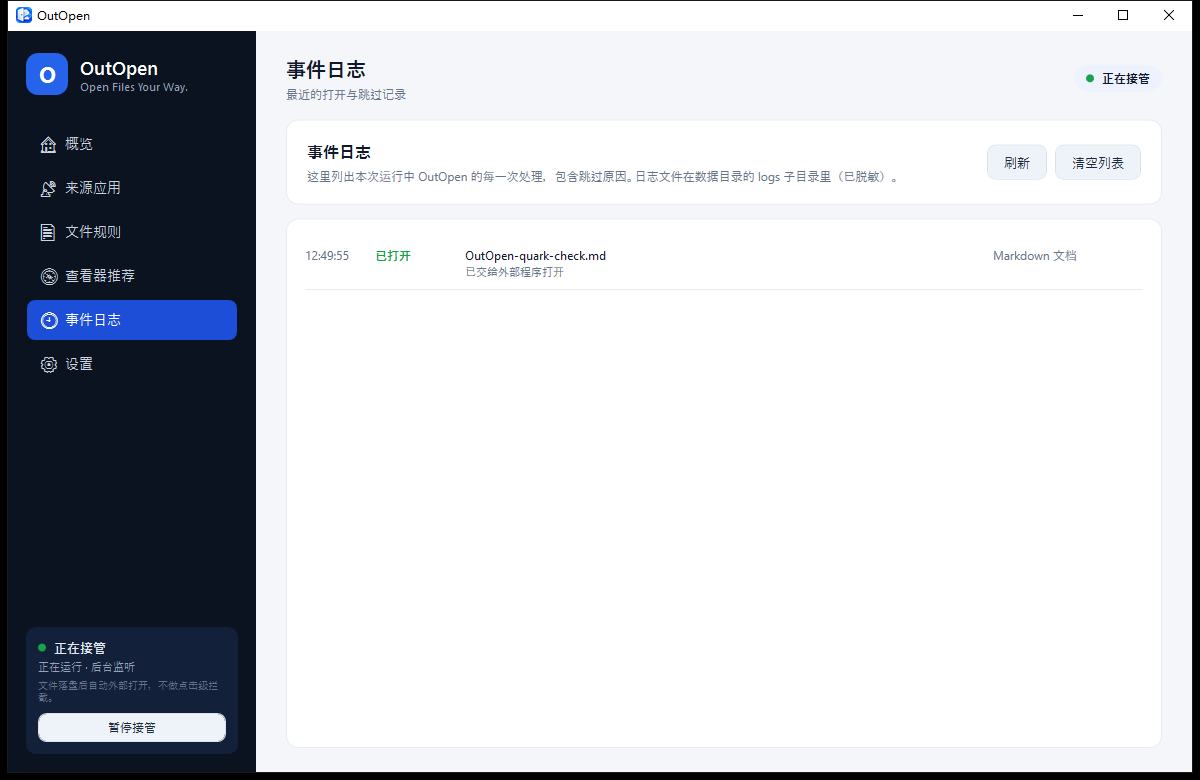 OutOpen
O
OutOpen
Open Files Your Way.
概览
来源应用
文件规则
查看器推荐
事件日志
设置
正在接管
正在运行 · 后台监听
文件落盘后自动外部打开，不做点击级拦
截。
暂停接管
事件日志
最近的打开与跳过记录
正在接管
事件日志
这里列出本次运行中 OutOpen 的每一次处理，包含跳过原因。日志文件在数据目录的 logs 子目录里（已脱敏）。
刷新
清空列表
12:49:55
已打开
OutOpen-quark-check.md
已交给外部程序打开
Markdown 文档